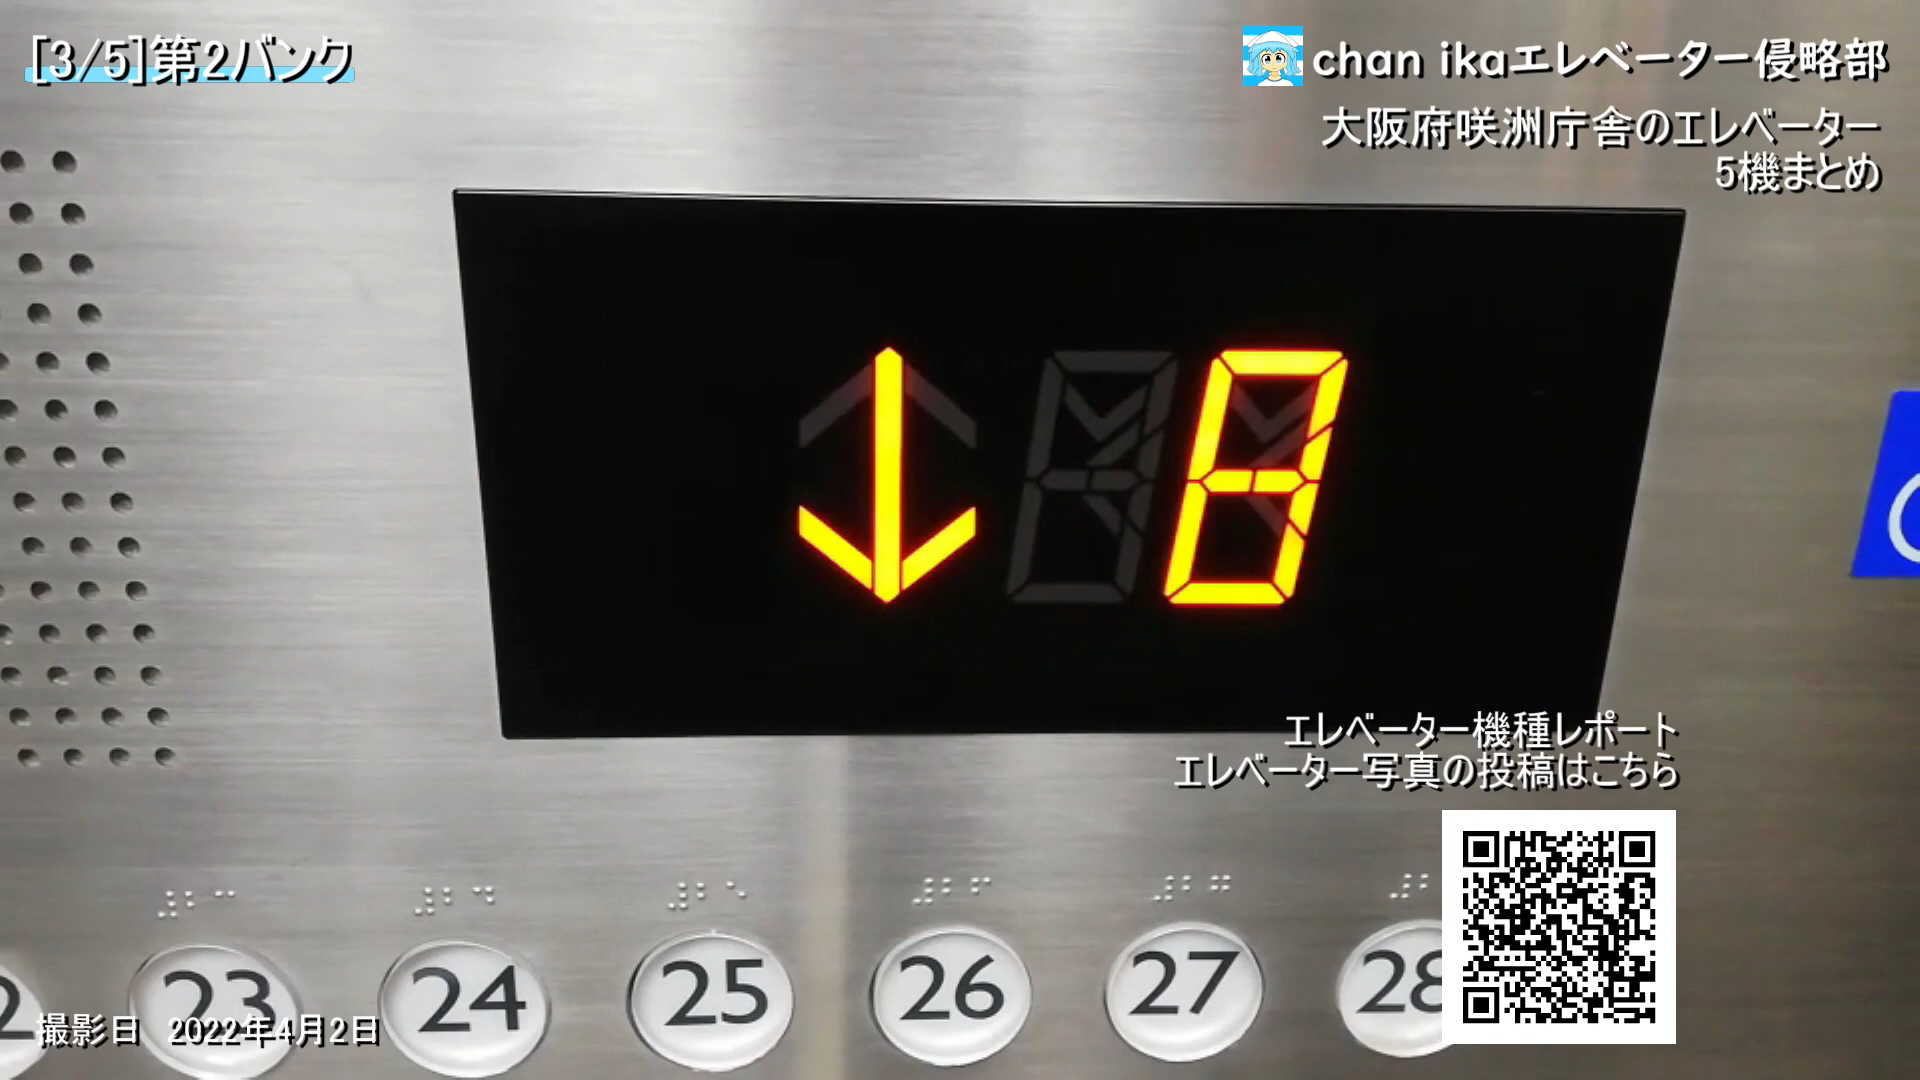 [3/5]第2バンク
chan ikaエレベーター侵略部
大阪府咲洲庁舎のエレベーター
5機まとめ
8
エレベーター機種レポート
エレベーター写真の投稿はこちら
2 23 24 25 26 27 28
撮影日 2022年4月2日